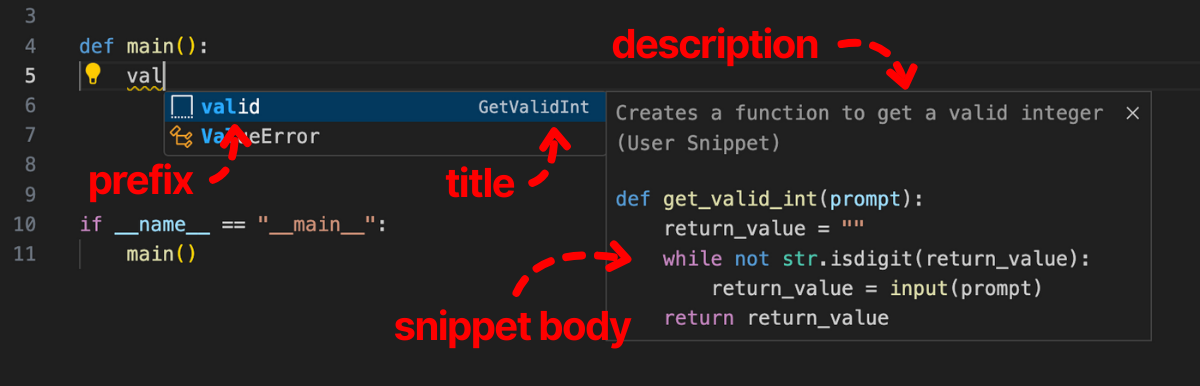 3
4 def main():
description
5 val
6 valid GetValidInt
Creates a function to get a valid integer ×
7 ValueError
(User Snippet)
8
prefix
title
9
def get_valid_int(prompt):
10 if __name__ == "__main__":
return_value = ""
11 main()
while not str.isdigit(return_value):
return_value = input(prompt)
snippet body
return return_value